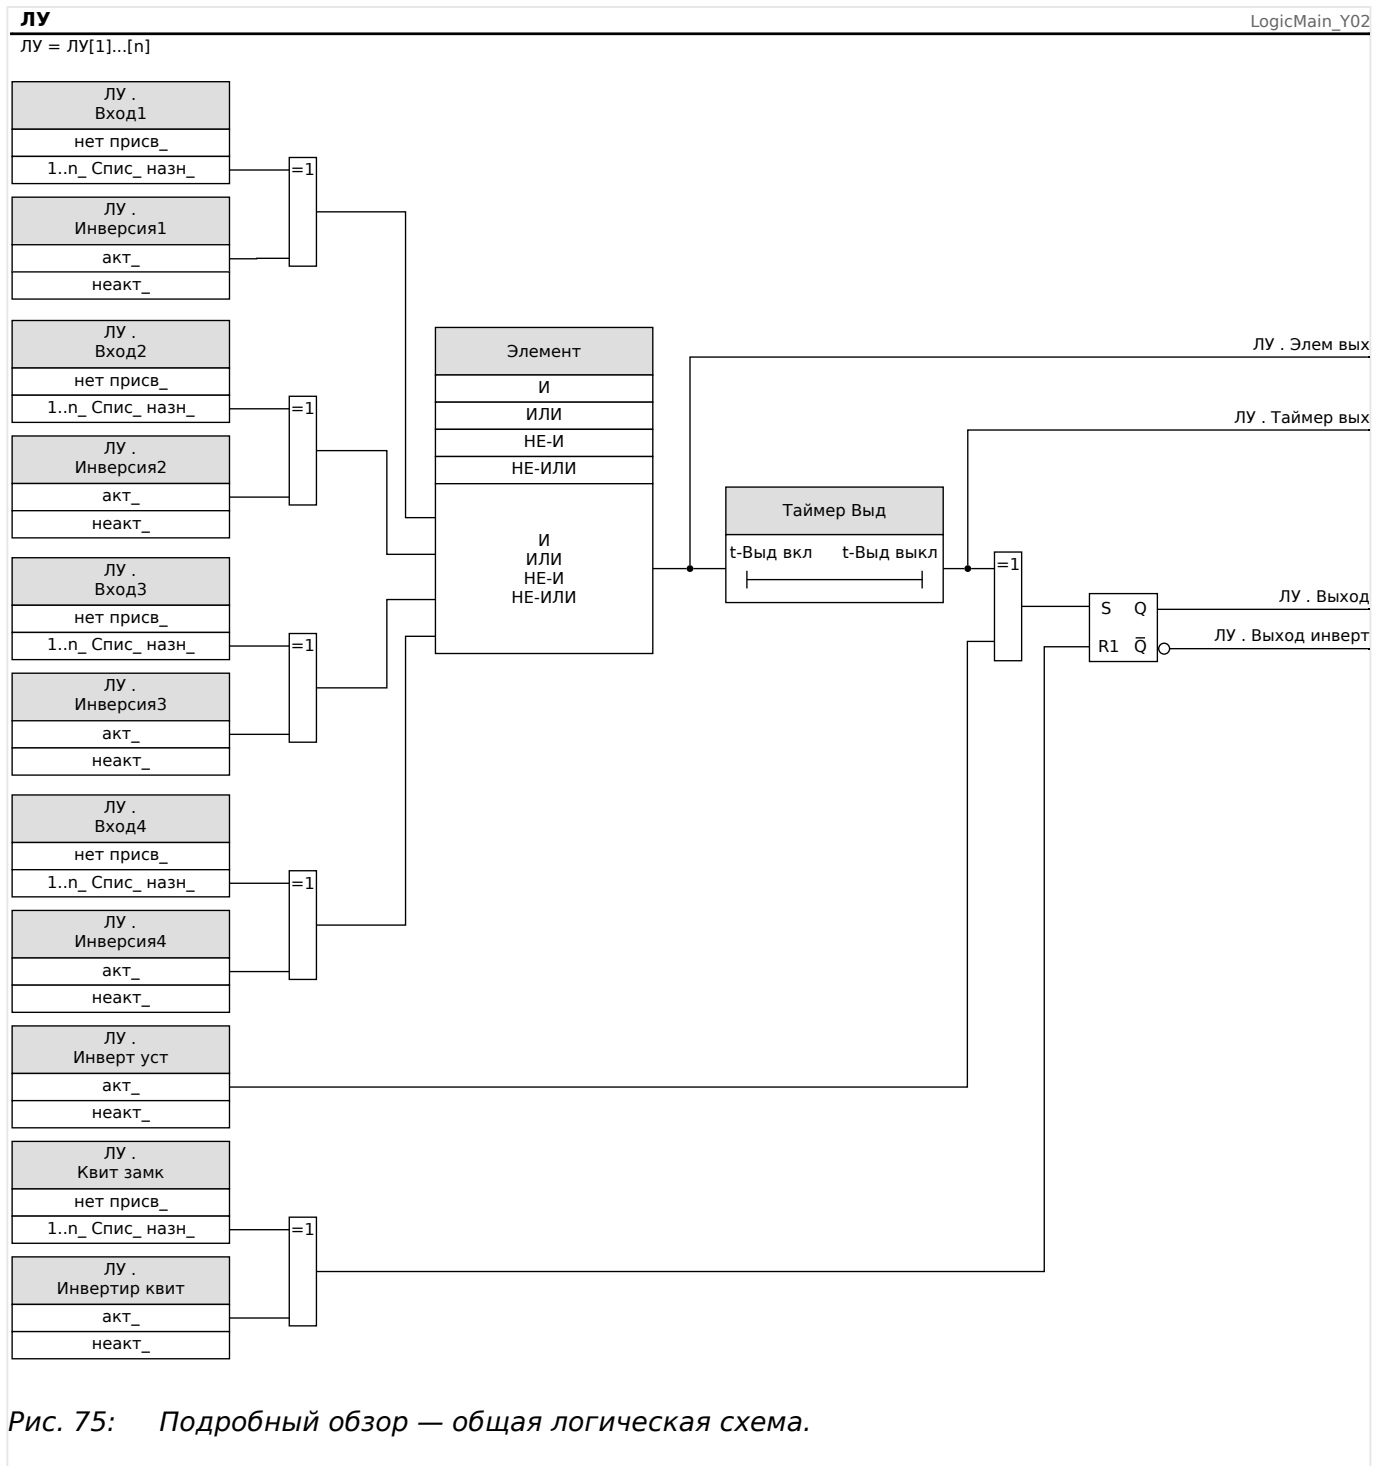 ЛУ
LogicMain_Y02
ЛУ = ЛУ[1]...[n]
ЛУ .
Вход1
нет присв_
1..n_ Спис_ назн_
=1
ЛУ .
Инверсия1
акт_
неакт_
ЛУ .
Вход2
нет присв_
1..n_ Спис_ назн_
=1
ЛУ .
Инверсия2
акт_
неакт_
ЛУ .
Вход3
нет присв_
1..n_ Спис_ назн_
=1
ЛУ .
Инверсия3
акт_
неакт_
ЛУ .
Вход4
нет присв_
1..n_ Спис_ назн_
=1
ЛУ .
Инверсия4
акт_
неакт_
ЛУ .
Инверт уст
акт_
неакт_
ЛУ .
Квит замк
нет присв_
1..n_ Спис_ назн_
=1
ЛУ .
Инвертир квит
акт_
неакт_
Элемент
И
ИЛИ
НЕ-И
НЕ-ИЛИ
И
ИЛИ
НЕ-И
НЕ-ИЛИ
Таймер Выд
t-Выд вкл t-Выд выкл
=1
S Q
R1 Q̅
ЛУ . Элем вых
ЛУ . Таймер вых
ЛУ . Выход
ЛУ . Выход инверт
Рис. 75: Подробный обзор — общая логическая схема.